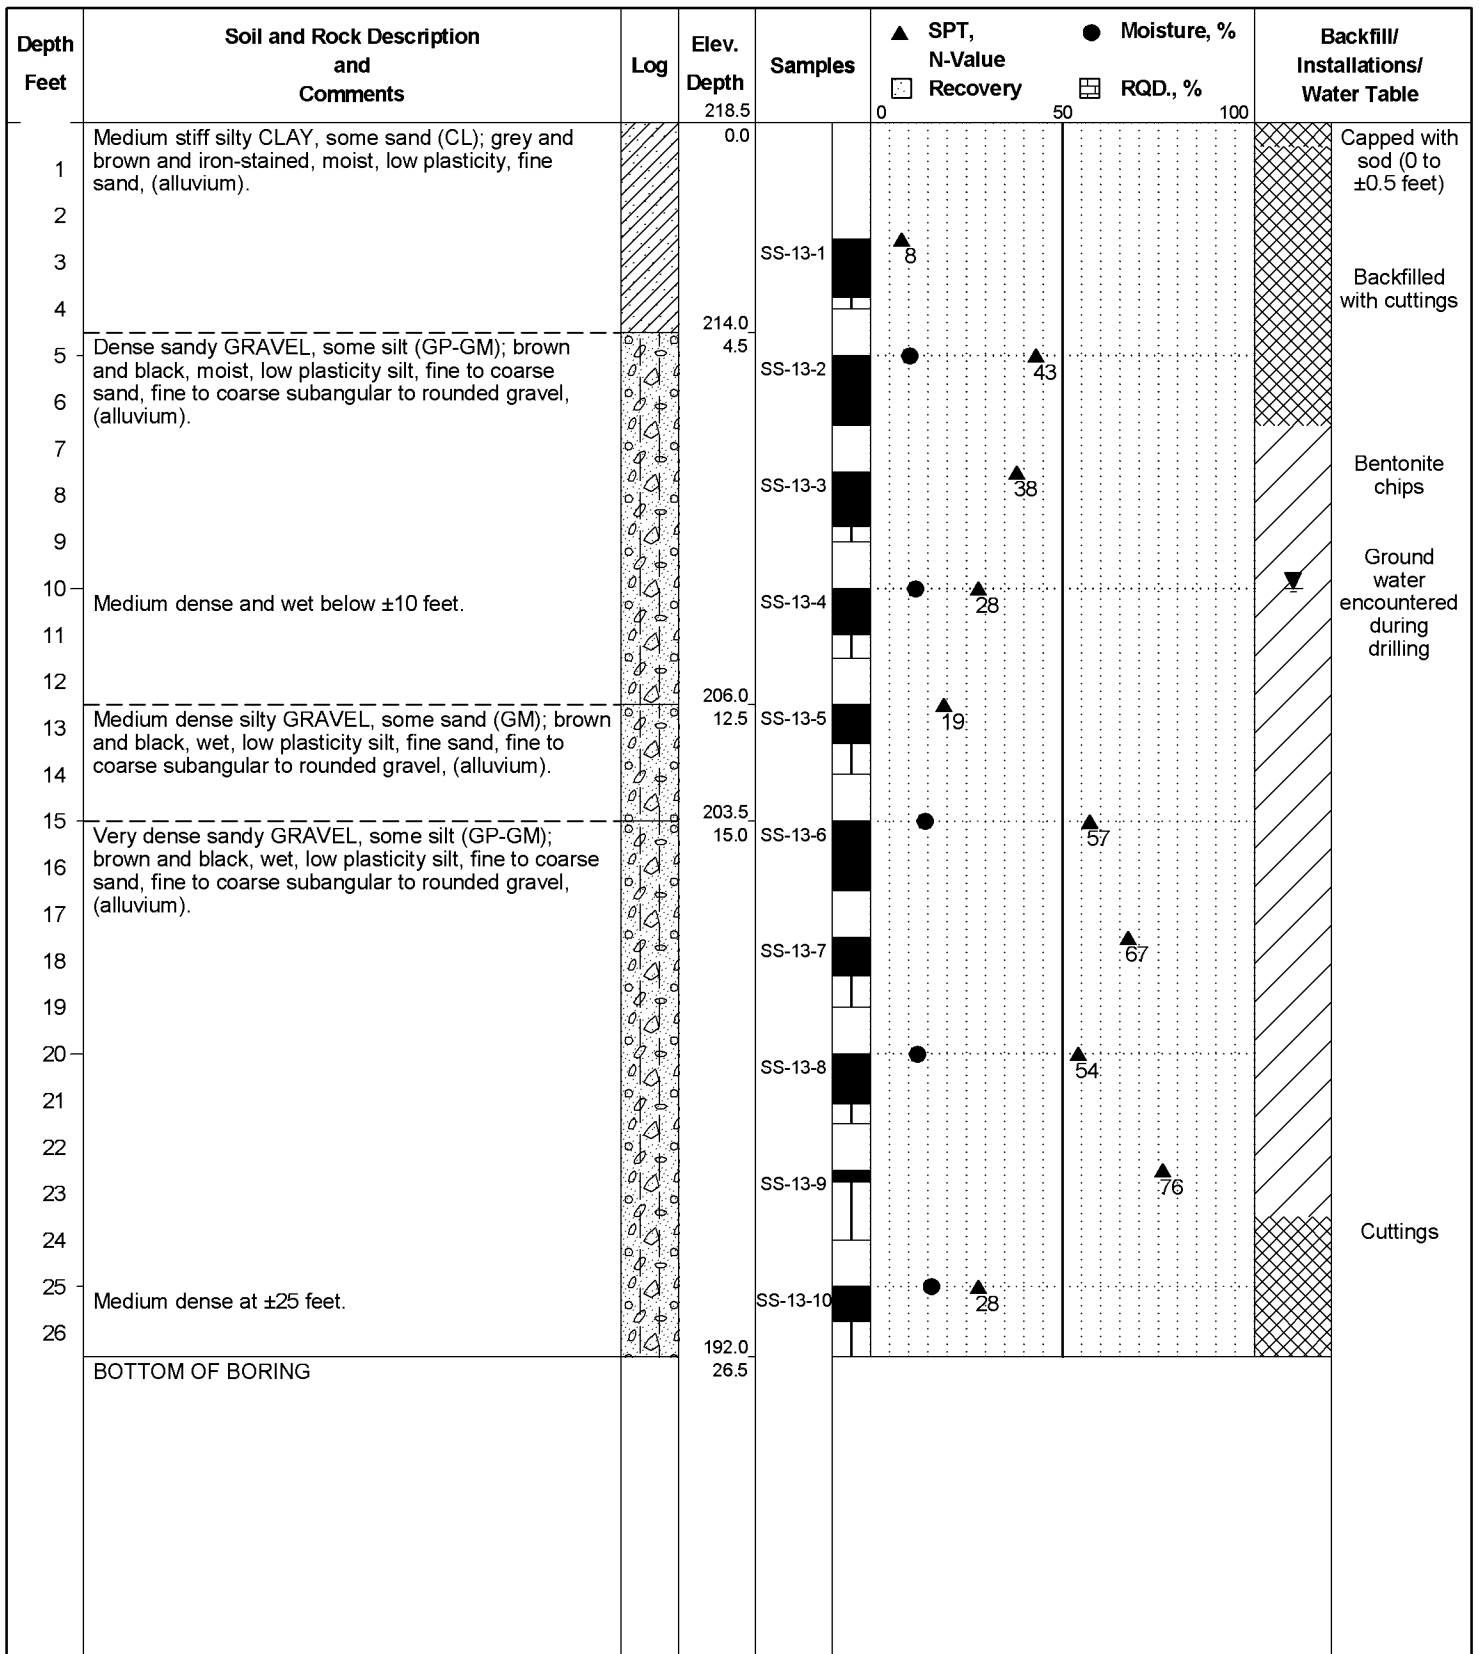 Depth
Feet
Soil and Rock Description
and
Comments
Log
Elev.
Depth
218.5
Samples
SPT,
N-Value
Moisture, %
Recovery
RQD., %
0 50 100
Backfill/
Installations/
Water Table
Medium stiff silty CLAY, some sand (CL); grey and
brown and iron-stained, moist, low plasticity, fine
sand, (alluvium).
0.0
Capped with
sod (0 to
±0.5 feet)
1
2
3
4
SS-13-1
8
Backfilled
with cuttings
214.0
4.5
Dense sandy GRAVEL, some silt (GP-GM); brown
and black, moist, low plasticity silt, fine to coarse
sand, fine to coarse subangular to rounded gravel,
(alluvium).
5
6
7
8
9
SS-13-2
43
SS-13-3
38
Bentonite
chips
10
Medium dense and wet below ±10 feet.
11
12
SS-13-4
28
Ground
water
encountered
during
drilling
206.0
12.5
Medium dense silty GRAVEL, some sand (GM); brown
and black, wet, low plasticity silt, fine sand, fine to
coarse subangular to rounded gravel, (alluvium).
13
14
SS-13-5
19
203.5
15.0
15
Very dense sandy GRAVEL, some silt (GP-GM);
brown and black, wet, low plasticity silt, fine to coarse
sand, fine to coarse subangular to rounded gravel,
(alluvium).
16
17
18
19
SS-13-6
57
SS-13-7
67
20
21
22
23
24
SS-13-8
54
SS-13-9
76
Cuttings
25
Medium dense at ±25 feet.
26
SS-13-10
28
192.0
26.5
BOTTOM OF BORING